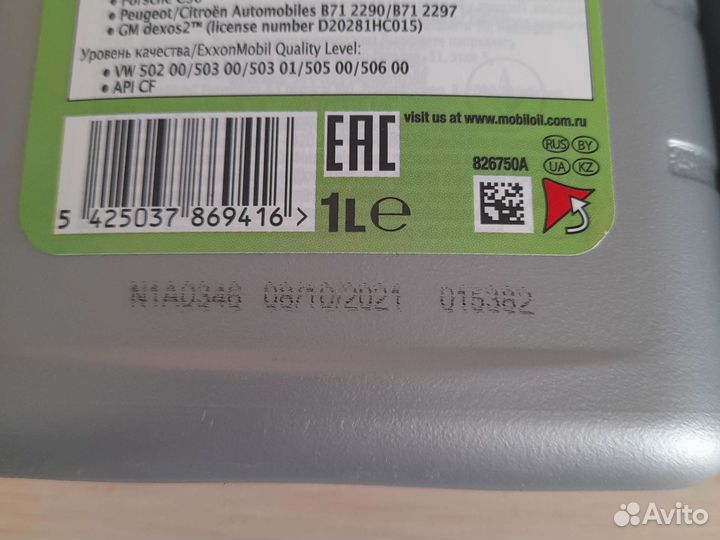 • Porsche C30
• Peugeot/Citroën Automobiles B71 2290/B71 2297
• GM dexos2™ (license number D20281HC015)
Уровень качества/ExxonMobil Quality Level:
• VW 502 00/503 00/503 01/505 00/506 00
• API CF
visit us at www.mobiloil.com.ru
EAC
826750A
RUS BY
UA KZ
5 425037 869416 >
1L e
N1A0346 08/10/2021 015382
Avito